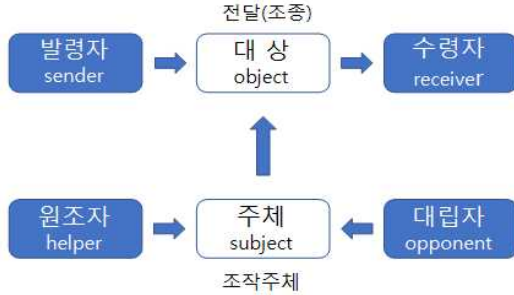 전달(조종)
발령자
sender
대 상
object
수령자
receiver
원조자
helper
주체
subject
대립자
opponent
조작주체